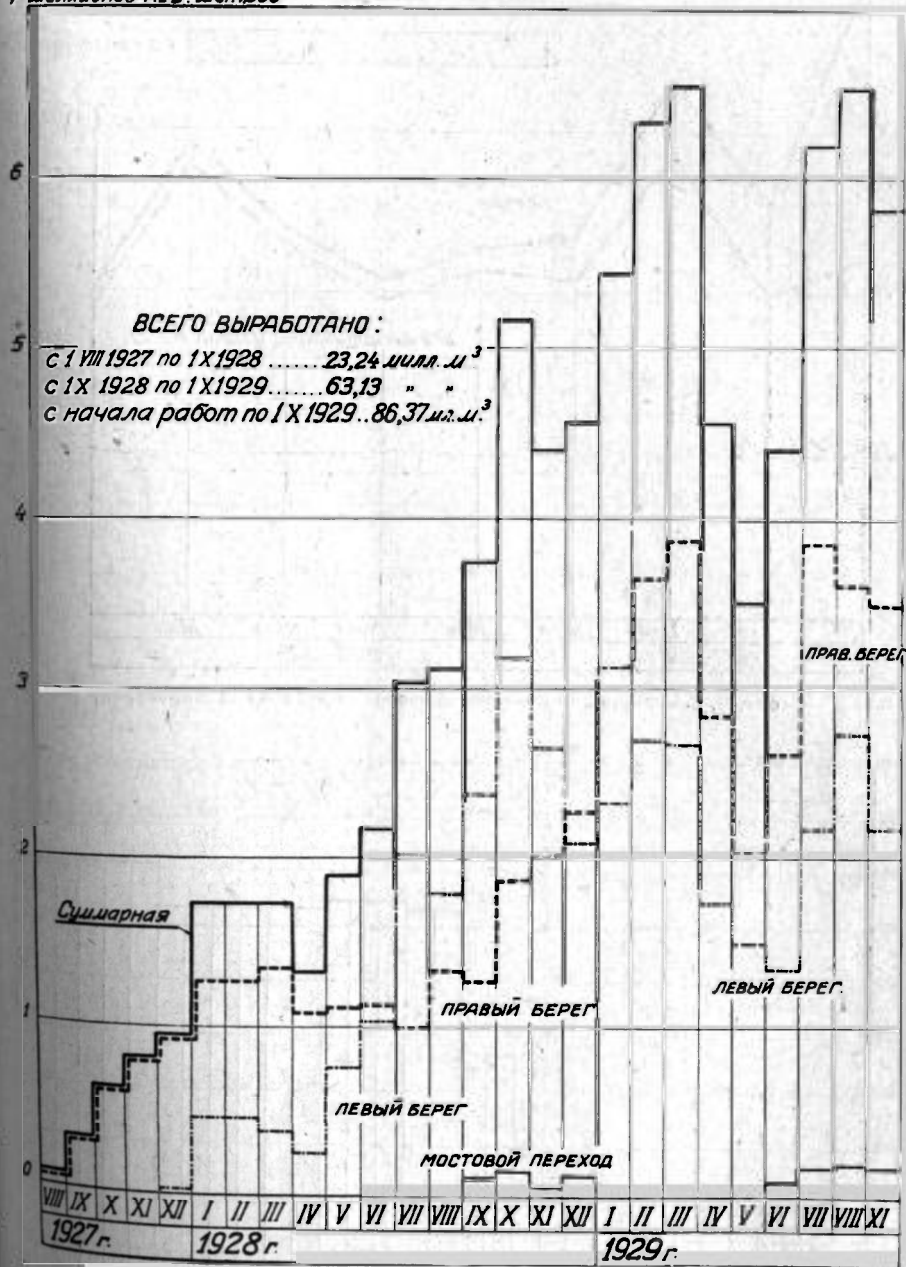 6
ВСЕГО ВЫРАБОТАНО:
5
с 1 VIII 1927 по 1 X 1928 ...... 23,24 милл. м³
с 1X 1928 по 1 X 1929 ...... 63,13 " "
с начала работ по 1 X 1929 .. 86,37 мл. м³
4
ПРАВ. БЕРЕГ
3
2
Суммарная
ЛЕВЫЙ БЕРЕГ.
ПРАВЫЙ БЕРЕГ
1
ЛЕВЫЙ БЕРЕГ
МОСТОВОЙ ПЕРЕХОД
0
VIII IX X XI XII I II III IV V VI VII VIII IX X XI XII I II III IV V VI VII VIII XI
1927 г. 1928 г. 1929 г.